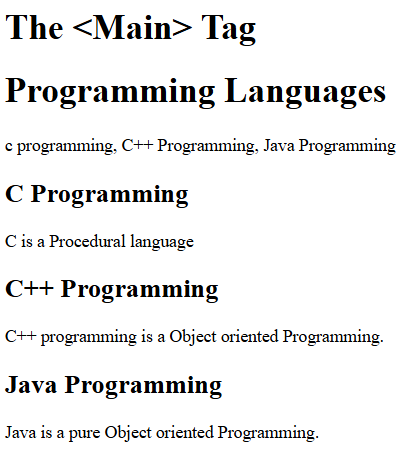 The <Main> Tag
Programming Languages
c programming, C++ Programming, Java Programming
C Programming
C is a Procedural language
C++ Programming
C++ programming is a Object oriented Programming.
Java Programming
Java is a pure Object oriented Programming.